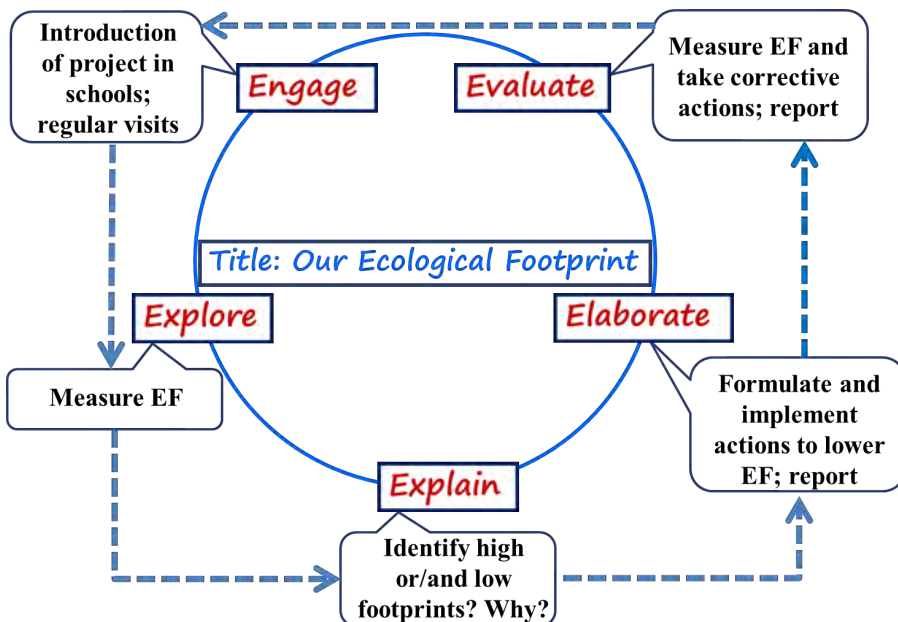 Introduction
of project in
schools;
regular visits
Engage
Evaluate
Measure EF and
take corrective
actions; report
Title: Our Ecological Footprint
Explore
Elaborate
Measure EF
Formulate and
implement
actions to lower
EF; report
Explain
Identify high
or/and low
footprints? Why?